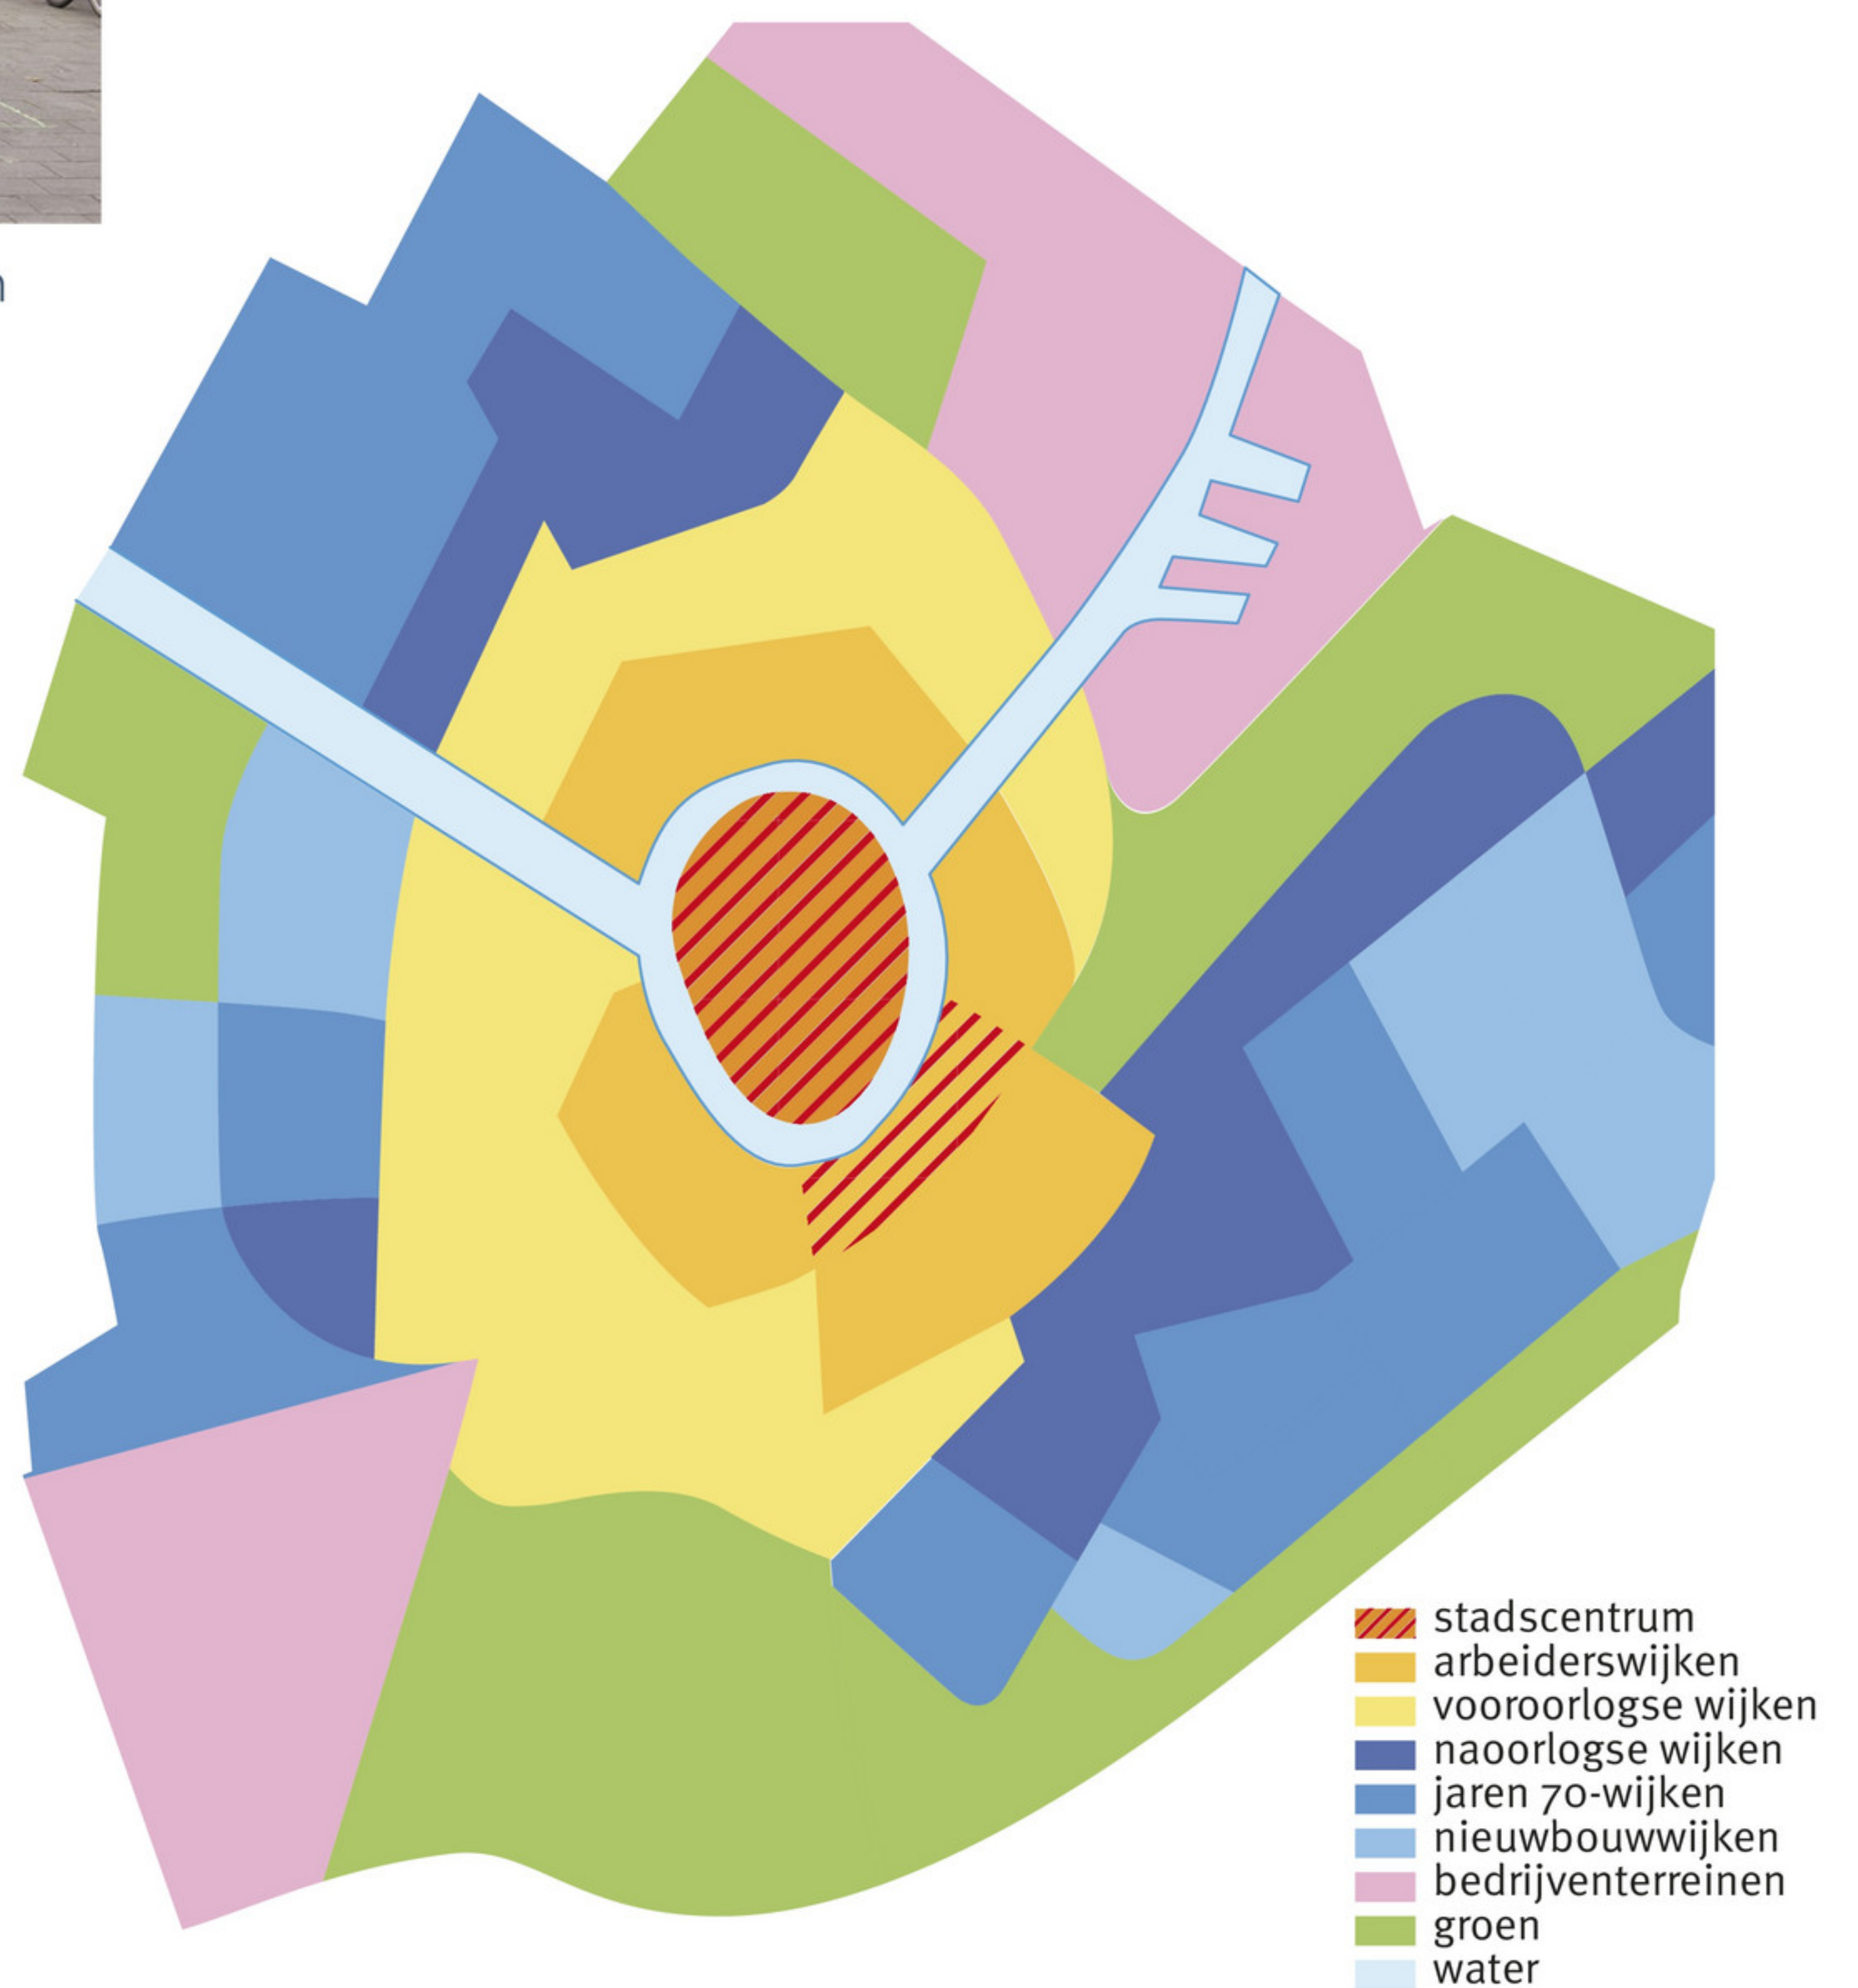 n
stadscentrum
arbeiderswijken
vooroorlogse wijken
naoorlogse wijken
jaren 70-wijken
nieuwbouwwijken
bedrijventerreinen
groen
water